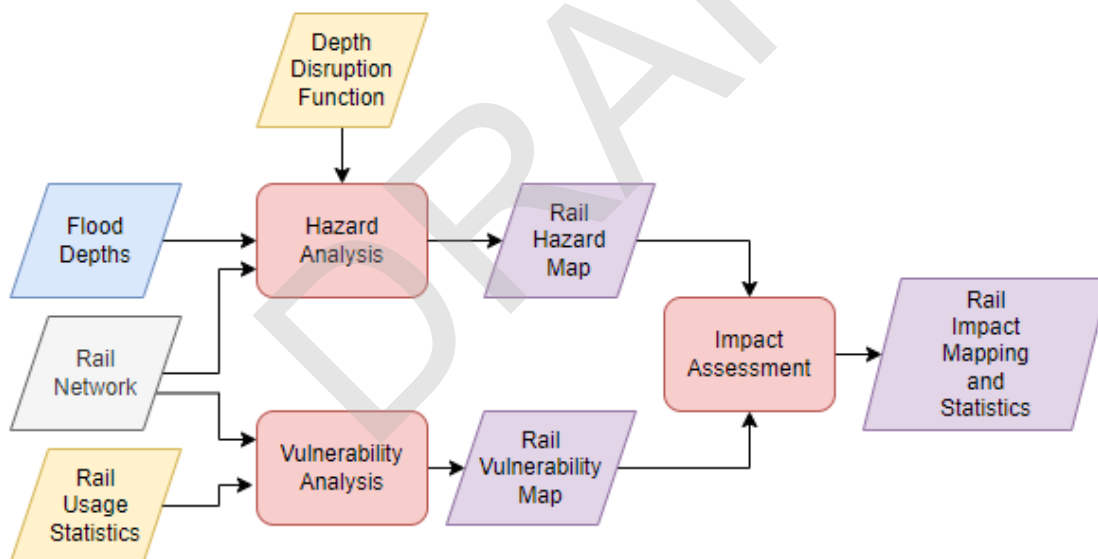 Depth
Disruption
Function
Flood
Depths
Hazard
Analysis
Rail
Hazard
Map
Rail
Network
Impact
Assessment
Rail
Impact
Mapping
and
Statistics
Rail
Usage
Statistics
Vulnerability
Analysis
Rail
Vulnerability
Map